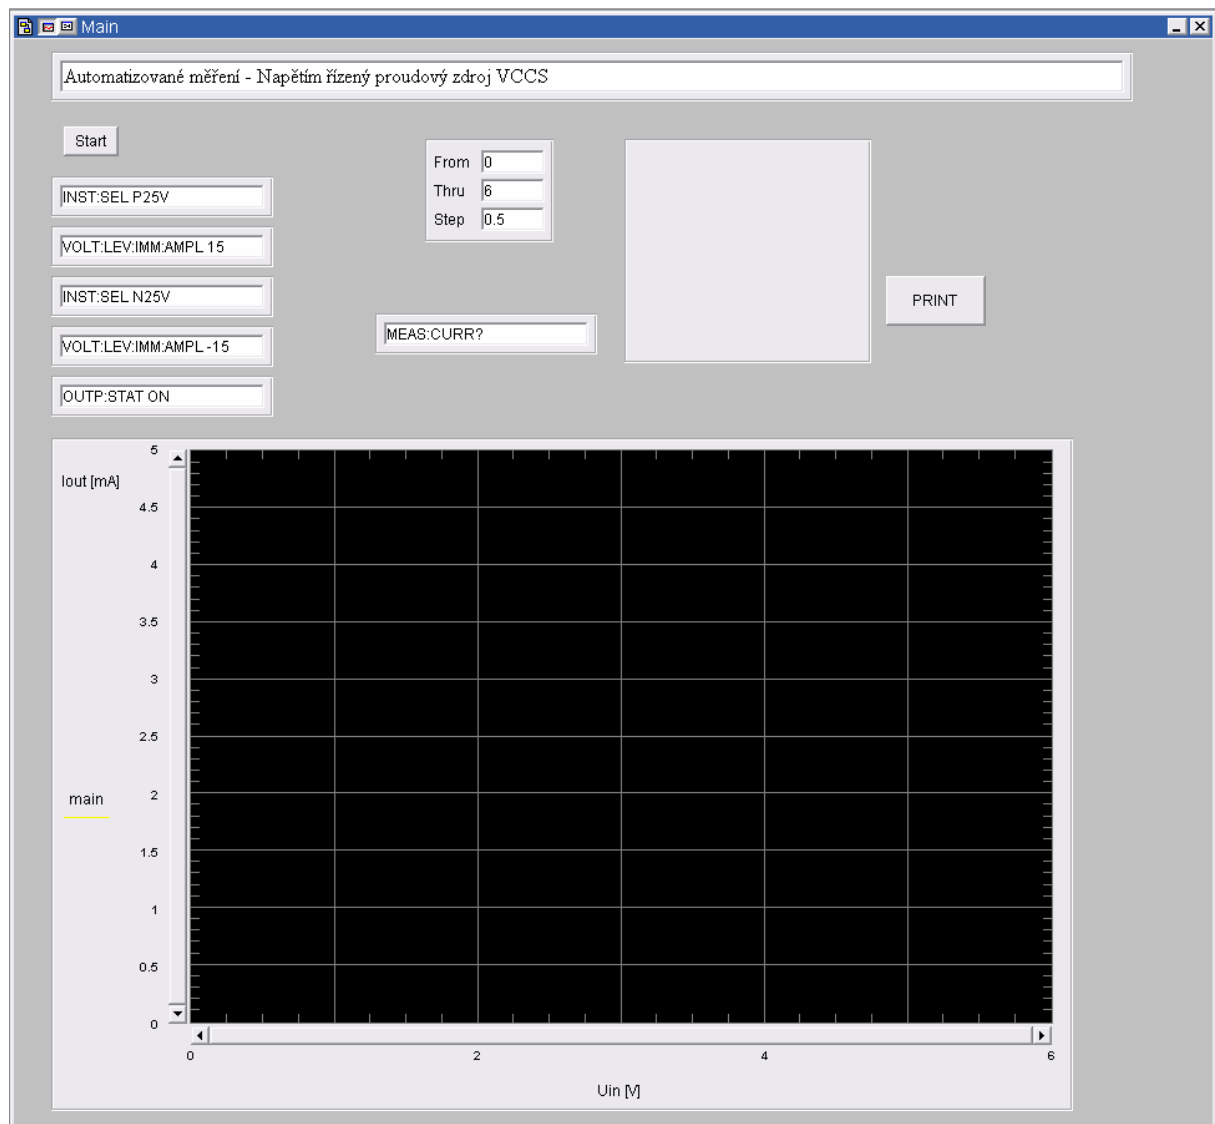 Main
Automatizované měření - Napětím řízený proudový zdroj VCCS
Start
From 0
Thru 6
Step 0.5
INST:SEL P25V
VOLT:LEV:IMM:AMPL 15
INST:SEL N25V
VOLT:LEV:IMM:AMPL -15
OUTP:STAT ON
MEAS:CURR?
PRINT
Iout [mA]
5
4.5
4
3.5
3
2.5
2
1.5
1
0.5
0
main
0 2 4 6
Uin [V]